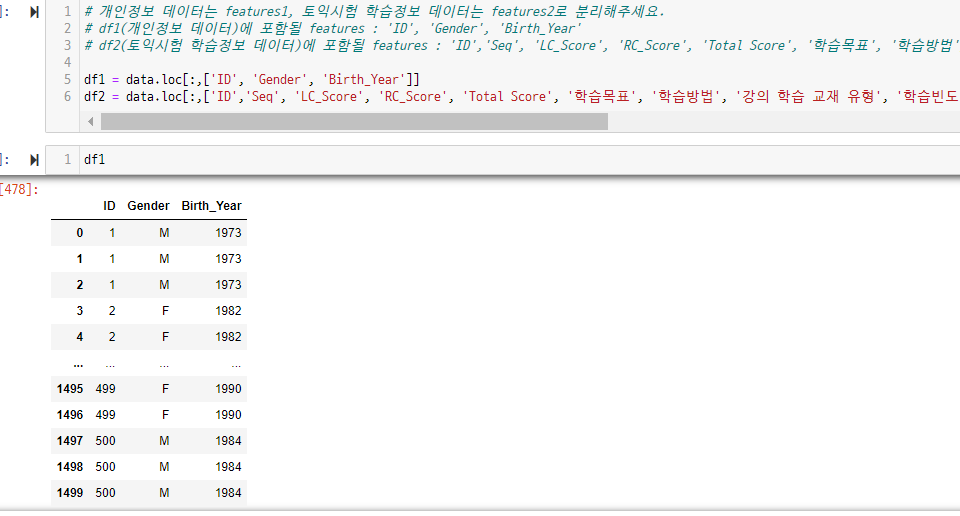 ]: 1 # 개인정보 데이터는 features1, 토익시험 학습정보 데이터는 features2로 분리해주세요.
2 # df1(개인정보 데이터)에 포함될 features : 'ID', 'Gender', 'Birth_Year'
3 # df2(토익시험 학습정보 데이터)에 포함될 features : 'ID','Seq', 'LC_Score', 'RC_Score', 'Total Score', '학습목표', '학습방법'
4
5 df1 = data.loc[:,['ID', 'Gender', 'Birth_Year']]
6 df2 = data.loc[:,['ID','Seq', 'LC_Score', 'RC_Score', 'Total Score', '학습목표', '학습방법', '강의 학습 교재 유형', '학습빈도
]: 1 df1
[478]:
ID Gender Birth_Year
0 1 M 1973
1 1 M 1973
2 1 M 1973
3 2 F 1982
4 2 F 1982
... ... ... ...
1495 499 F 1990
1496 499 F 1990
1497 500 M 1984
1498 500 M 1984
1499 500 M 1984